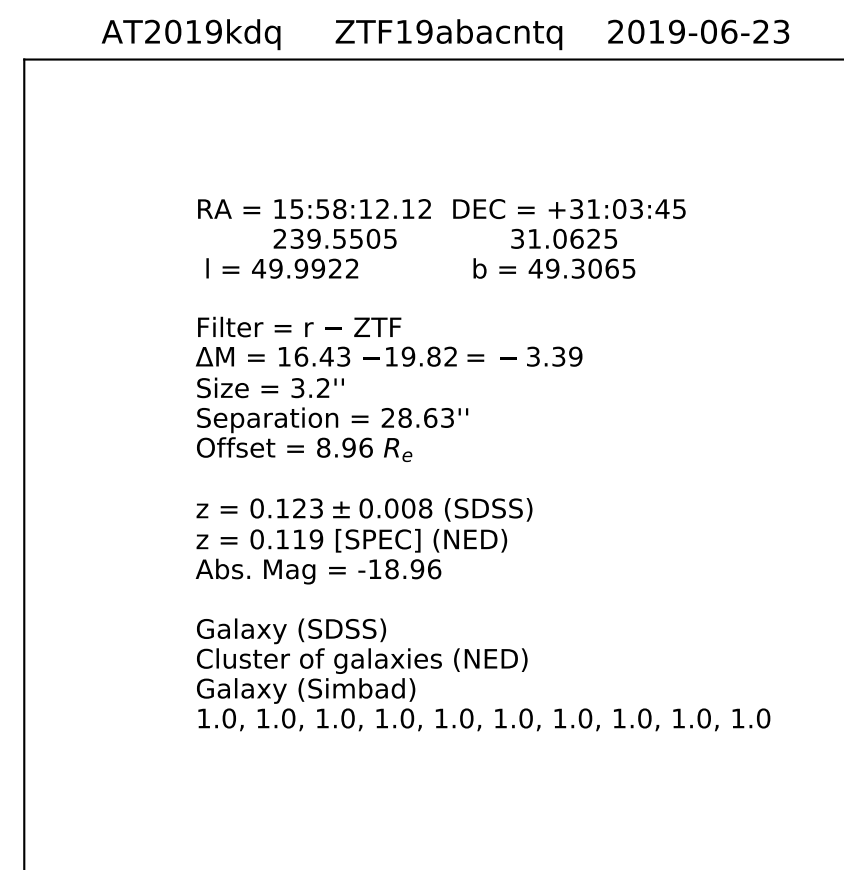 AT2019kdq ZTF19abacntq 2019-06-23
RA = 15:58:12.12 DEC = +31:03:45
239.5505 31.0625
l = 49.9922 b = 49.3065
Filter = r − ZTF
ΔM = 16.43 −19.82 = − 3.39
Size = 3.2''
Separation = 28.63''
Offset = 8.96 Rₑ
z = 0.123 ± 0.008 (SDSS)
z = 0.119 [SPEC] (NED)
Abs. Mag = -18.96
Galaxy (SDSS)
Cluster of galaxies (NED)
Galaxy (Simbad)
1.0, 1.0, 1.0, 1.0, 1.0, 1.0, 1.0, 1.0, 1.0, 1.0